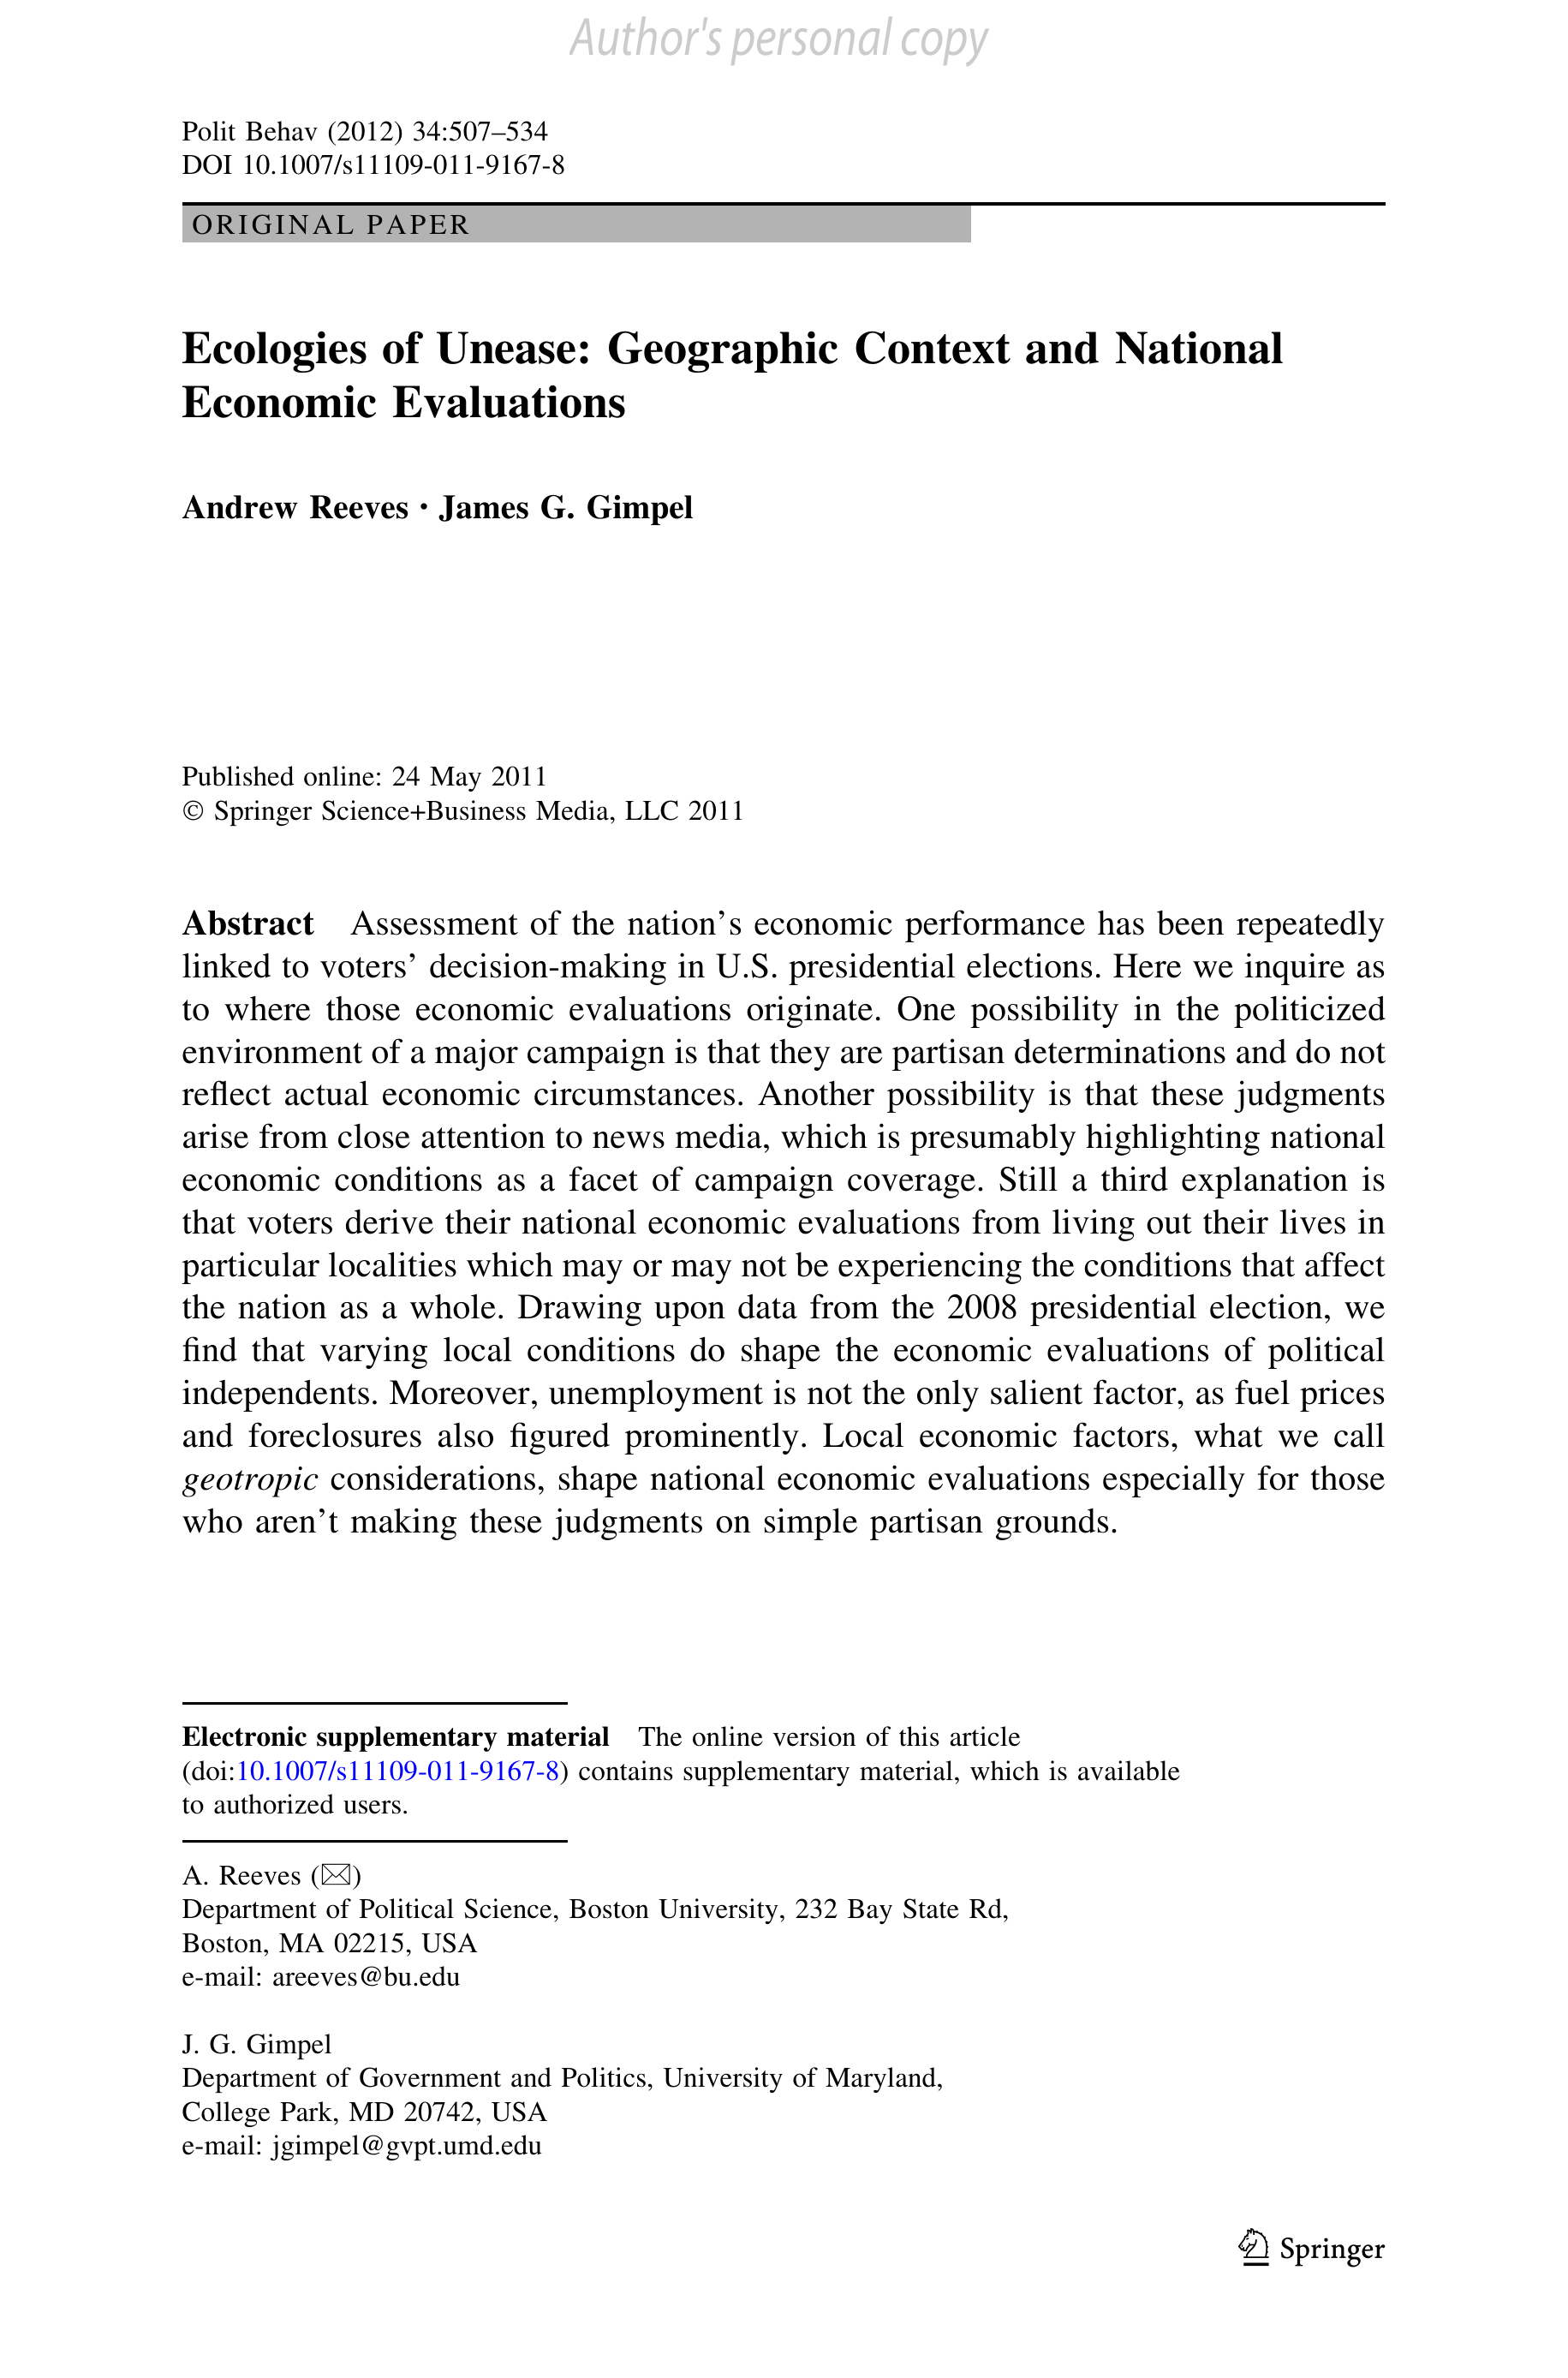 Author's personal copy
Polit Behav (2012) 34:507–534
DOI 10.1007/s11109-011-9167-8
ORIGINAL PAPER
Ecologies of Unease: Geographic Context and National
Economic Evaluations
Andrew Reeves · James G. Gimpel
Published online: 24 May 2011
© Springer Science+Business Media, LLC 2011
Abstract Assessment of the nation's economic performance has been repeatedly
linked to voters' decision-making in U.S. presidential elections. Here we inquire as
to where those economic evaluations originate. One possibility in the politicized
environment of a major campaign is that they are partisan determinations and do not
reflect actual economic circumstances. Another possibility is that these judgments
arise from close attention to news media, which is presumably highlighting national
economic conditions as a facet of campaign coverage. Still a third explanation is
that voters derive their national economic evaluations from living out their lives in
particular localities which may or may not be experiencing the conditions that affect
the nation as a whole. Drawing upon data from the 2008 presidential election, we
find that varying local conditions do shape the economic evaluations of political
independents. Moreover, unemployment is not the only salient factor, as fuel prices
and foreclosures also figured prominently. Local economic factors, what we call
geotropic considerations, shape national economic evaluations especially for those
who aren't making these judgments on simple partisan grounds.
Electronic supplementary material The online version of this article
(doi:10.1007/s11109-011-9167-8) contains supplementary material, which is available
to authorized users.
A. Reeves (✉)
Department of Political Science, Boston University, 232 Bay State Rd,
Boston, MA 02215, USA
e-mail: areeves@bu.edu
J. G. Gimpel
Department of Government and Politics, University of Maryland,
College Park, MD 20742, USA
e-mail: jgimpel@gvpt.umd.edu
Springer